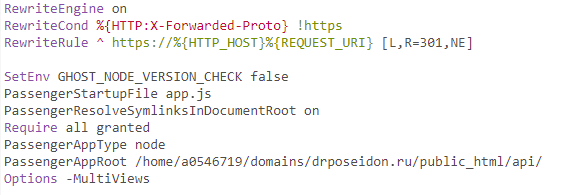 RewriteEngine on
RewriteCond %{HTTP:X-Forwarded-Proto} !https
RewriteRule ^ https://%{HTTP_HOST}%{REQUEST_URI} [L,R=301,NE]
SetEnv GHOST_NODE_VERSION_CHECK false
PassengerStartupFile app.js
PassengerResolveSymlinksInDocumentRoot on
Require all granted
PassengerAppType node
PassengerAppRoot /home/a0546719/domains/drposeidon.ru/public_html/api/
Options -MultiViews